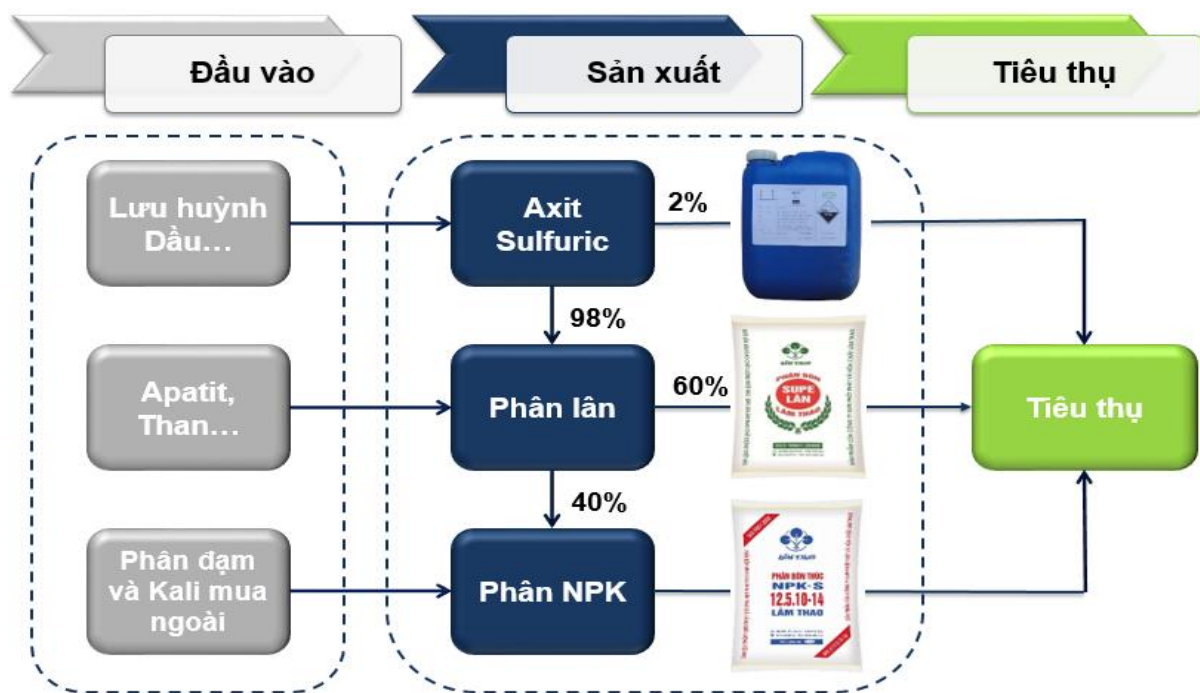 Đầu vào
Sản xuất
Tiêu thụ
Lưu huỳnh
Dầu...
Axit
Sulfuric
2%
98%
Apatit,
Than...
Phân lân
60%
PHÂN BÓN
SUPE
LÂN
LÂM THAO
Tiêu thụ
40%
Phân đạm
và Kali mua
ngoài
Phân NPK
PHÂN BÓN THÚC
NPK-S
12.5.10-14
LÂM THAO